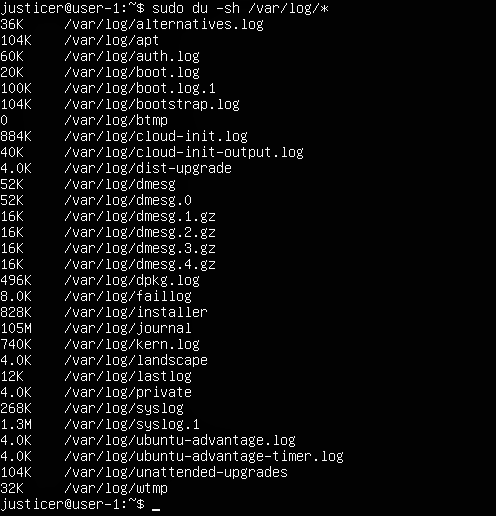 justicer@user-1:~$ sudo du -sh /var/log/*
36K /var/log/alternatives.log
104K /var/log/apt
60K /var/log/auth.log
20K /var/log/boot.log
100K /var/log/boot.log.1
104K /var/log/bootstrap.log
0 /var/log/btmp
884K /var/log/cloud-init.log
40K /var/log/cloud-init-output.log
4.0K /var/log/dist-upgrade
52K /var/log/dmesg
52K /var/log/dmesg.0
16K /var/log/dmesg.1.gz
16K /var/log/dmesg.2.gz
16K /var/log/dmesg.3.gz
16K /var/log/dmesg.4.gz
496K /var/log/dpkg.log
8.0K /var/log/faillog
828K /var/log/installer
105M /var/log/journal
740K /var/log/kern.log
4.0K /var/log/landscape
12K /var/log/lastlog
4.0K /var/log/private
268K /var/log/syslog
1.3M /var/log/syslog.1
4.0K /var/log/ubuntu-advantage.log
4.0K /var/log/ubuntu-advantage-timer.log
104K /var/log/unattended-upgrades
32K /var/log/wtmp
justicer@user-1:~$ _